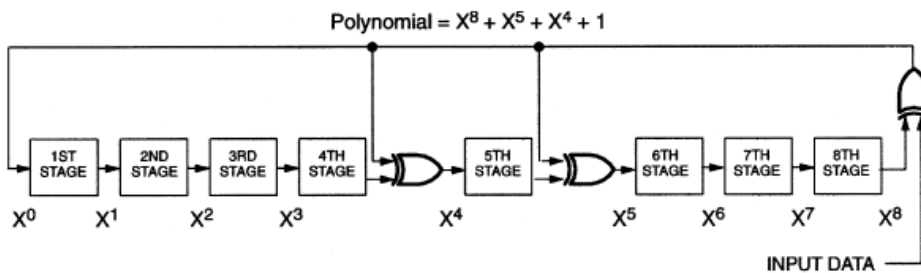 Polynomial = X⁸ + X⁵ + X⁴ + 1
1ST STAGE
2ND STAGE
3RD STAGE
4TH STAGE
5TH STAGE
6TH STAGE
7TH STAGE
8TH STAGE
X⁰ X¹ X² X³ X⁴ X⁵ X⁶ X⁷ X⁸
INPUT DATA